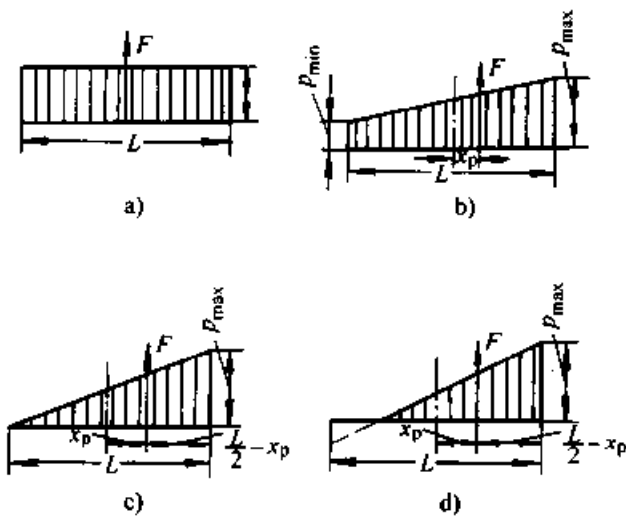 F
L
a)
p_min
F
p_max
x_p
L
b)
F
p_max
x_p
L/2 - x_p
L
c)
F
p_max
x_p
L/2 - x_p
L
d)